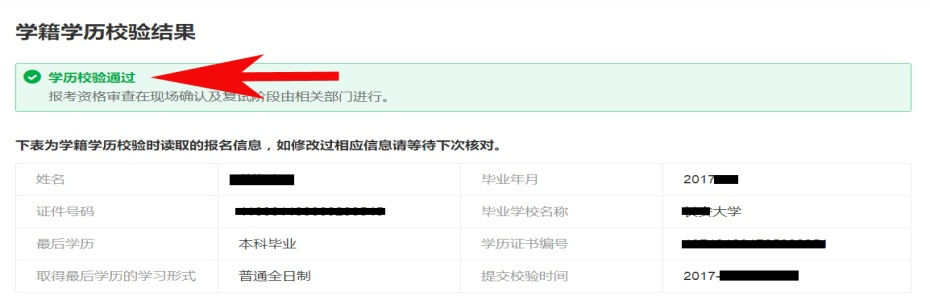 学籍学历校验结果
学历校验通过
报考资格审查在现场确认及复试阶段由相关部门进行。
下表为学籍学历校验时读取的报名信息，如修改过相应信息请等待下次核对。
姓名 毕业年月 2017
证件号码 毕业学校名称 大学
最后学历 本科毕业 学历证书编号
取得最后学历的学习形式 普通全日制 提交校验时间 2017-